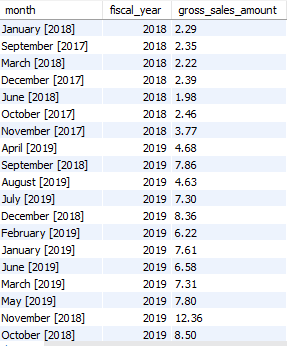 month fiscal_year gross_sales_amount
January [2018] 2018 2.29
September [2017] 2018 2.35
March [2018] 2018 2.22
December [2017] 2018 2.39
June [2018] 2018 1.98
October [2017] 2018 2.46
November [2017] 2018 3.77
April [2019] 2019 4.68
September [2018] 2019 7.86
August [2019] 2019 4.63
July [2019] 2019 7.30
December [2018] 2019 8.36
February [2019] 2019 6.22
January [2019] 2019 7.61
June [2019] 2019 6.58
March [2019] 2019 7.31
May [2019] 2019 7.80
November [2018] 2019 12.36
October [2018] 2019 8.50